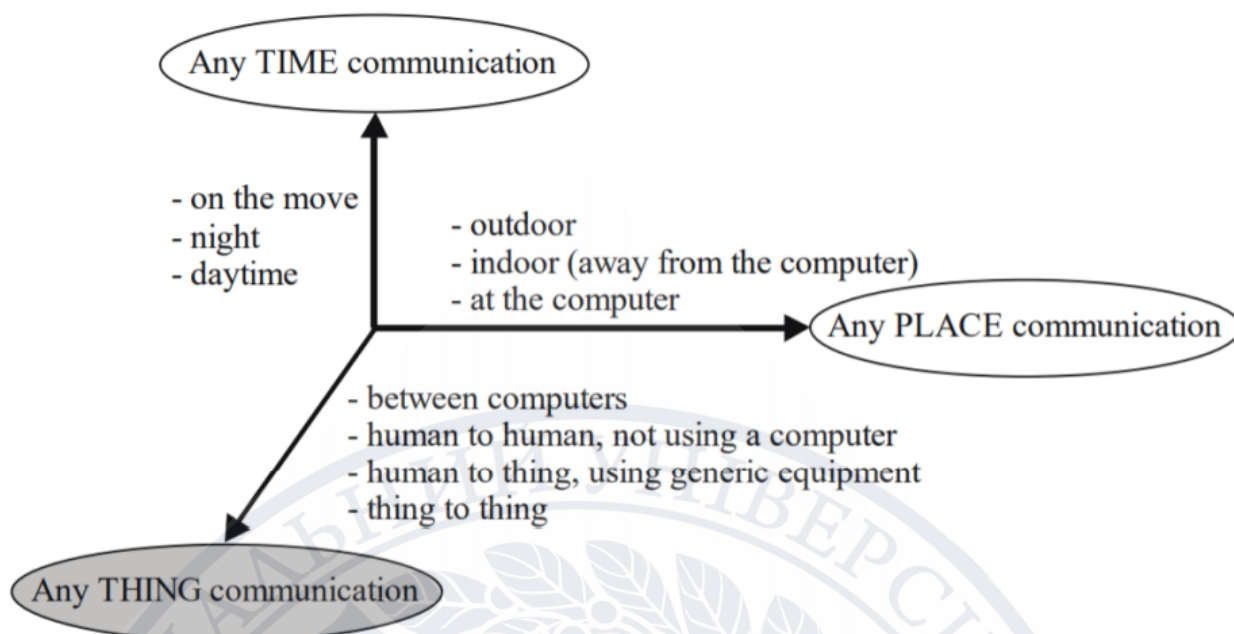 Any TIME communication
- on the move
- night
- daytime
- outdoor
- indoor (away from the computer)
- at the computer
Any PLACE communication
- between computers
- human to human, not using a computer
- human to thing, using generic equipment
- thing to thing
Any THING communication